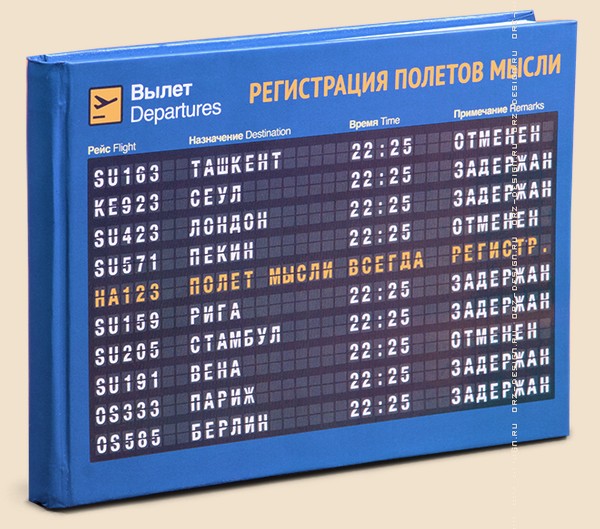 Вылет
Departures
РЕГИСТРАЦИЯ ПОЛЕТОВ МЫСЛИ
Рейс Flight Назначение Destination Время Time Примечание Remarks
SU163 ТАШКЕНТ 22:25 ОТМЕНЕН
KE923 СЕУЛ 22:25 ЗАДЕРЖАН
SU423 ЛОНДОН 22:25 ЗАДЕРЖАН
SU571 ПЕКИН 22:25 ОТМЕНЕН
HA123 ПОЛЕТ МЫСЛИ ВСЕГДА РЕГИСТР.
SU159 РИГА 22:25 ЗАДЕРЖАН
SU205 СТАМБУЛ 22:25 ЗАДЕРЖАН
SU191 ВЕНА 22:25 ОТМЕНЕН
OS333 ПАРИЖ 22:25 ЗАДЕРЖАН
OS585 БЕРЛИН 22:25 ЗАДЕРЖАН